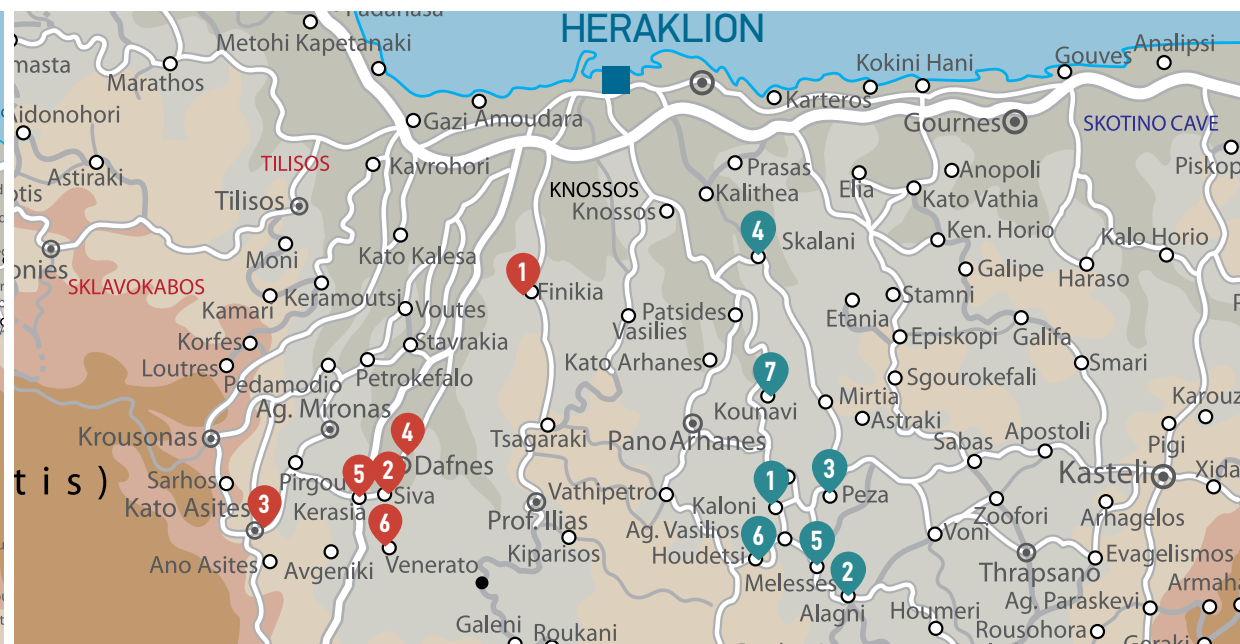 HERAKLION
Metohi Kapetanaki
Analipsi
Gouves
Kokini Hani
masta
Marathos
Karteros
Gazi
Amoudara
Gournes
SKOTINO CAVE
idonohori
TILISOS
Kavrohori
Prasas
Anopoli
Piskop
Astiraki
KNOSSOS
Kalithea
Elia
Kato Vathia
otis
Tilisos
Knossos
Ken. Horio
Kalo Horio
4
Skalani
Moni
Kato Kalesa
onies
1
Galipe
Haraso
SKLAVOKABOS
Keramoutsi
Finikia
Stamni
Kamari
Voutes
Patsides
Etania
Vasilies
Episkopi
Galifa
Korfes
Stavrakia
Loutres
Kato Arhanes
Smari
Pedamodio
Petrokefalo
7
Sgourokefali
Ag. Mironas
Kounavi
Mirtia
Karouz
Astraki
Krousonas
4
Tsagaraki
Pano Arhanes
Sabas
Apostoli
Pigi
tis)
Dafnes
Kasteli
Xida
Sarhos
Pirgou
5
2
Siva
Vathipetro
1
3
Peza
Kato Asites
3
Kerasia
Kaloni
Zoofori
Arhagelos
6
Prof. Ilias
Ag. Vasilios
Voni
Kiparisos
Houdetsi
6
5
Evagelismos
Ano Asites
Avgeniki
Venerato
Melesses
2
Thrapsano
Armaha
Alagni
Houmeri
Ag. Paraskevi
Galeni
Roukani
Rousohora
Geraki